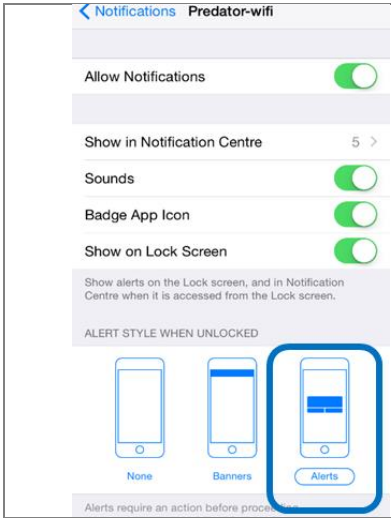 Notifications Predator-wifi
Allow Notifications
Show in Notification Centre 5
Sounds
Badge App Icon
Show on Lock Screen
Show alerts on the Lock screen, and in Notification
Centre when it is accessed from the Lock screen.
ALERT STYLE WHEN UNLOCKED
None Banners Alerts
Alerts require an action before proceeding.